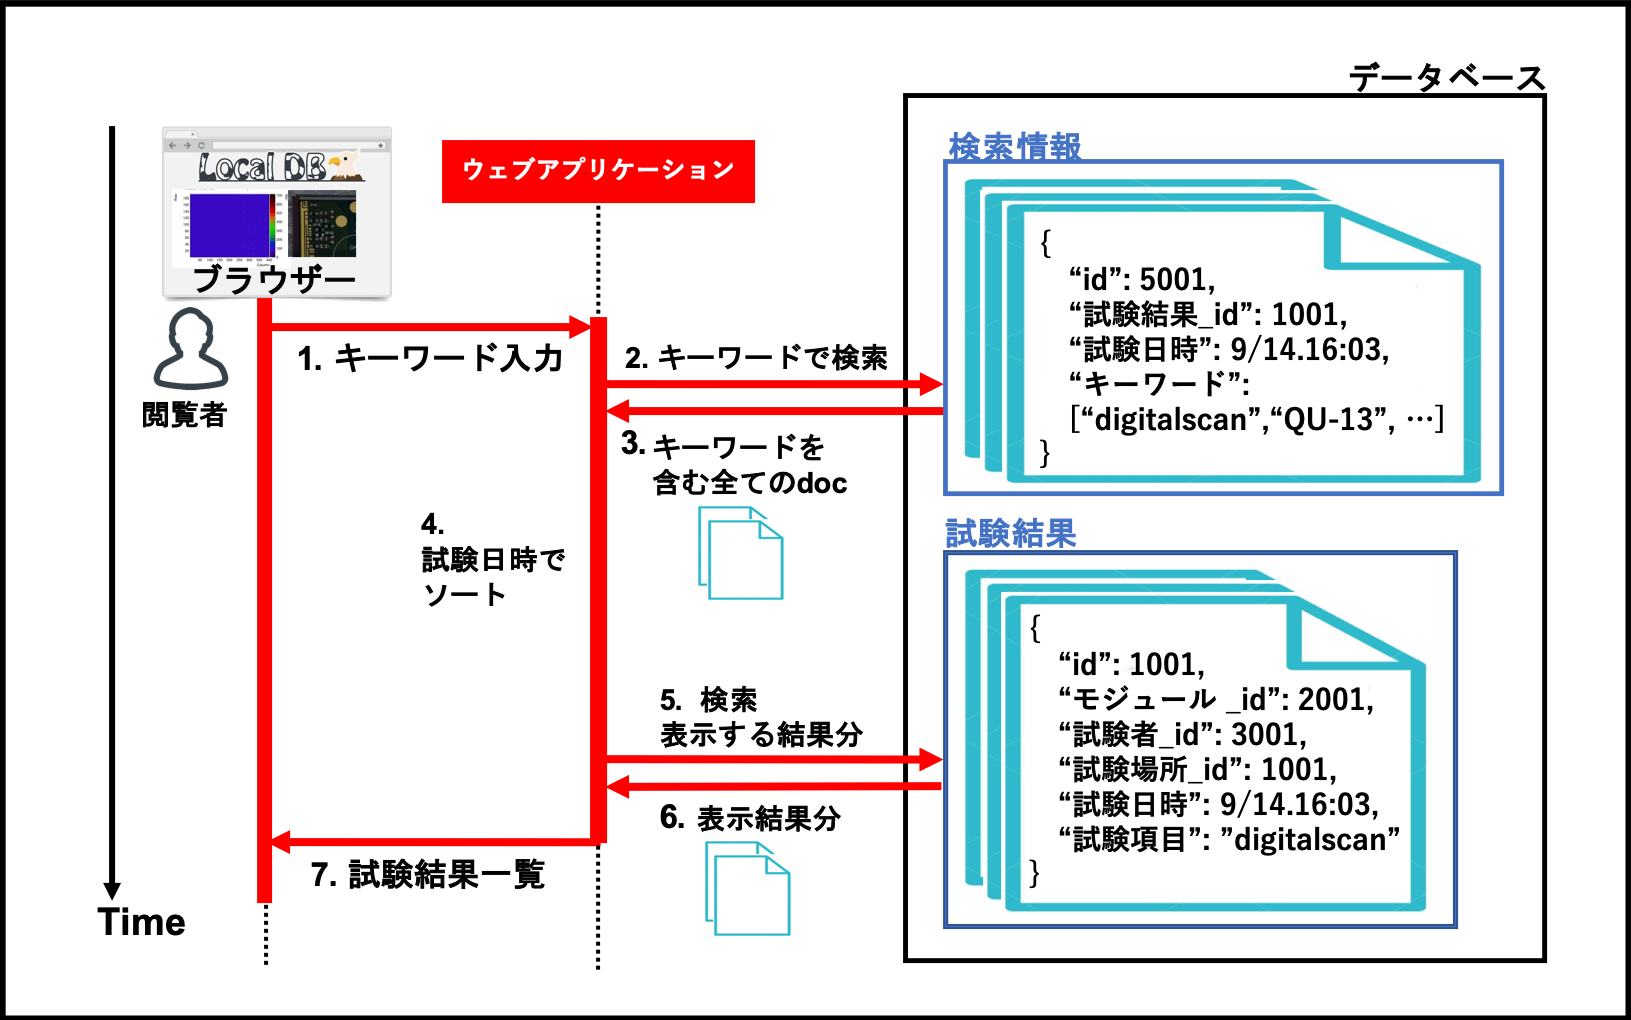 データベース
検索情報
Local DB
ウェブアプリケーション
ブラウザー
閲覧者
{
“id”: 5001,
“試験結果_id”: 1001,
“試験日時”: 9/14.16:03,
“キーワード”:
[“digitalscan”,“QU-13”, …]
}
1. キーワード入力
2. キーワードで検索
3. キーワードを
含む全てのdoc
4.
試験日時で
ソート
試験結果
{
“id”: 1001,
“モジュール _id”: 2001,
“試験者_id”: 3001,
“試験場所_id”: 1001,
“試験日時”: 9/14.16:03,
“試験項目”: ”digitalscan”
}
5. 検索
表示する結果分
6. 表示結果分
7. 試験結果一覧
Time